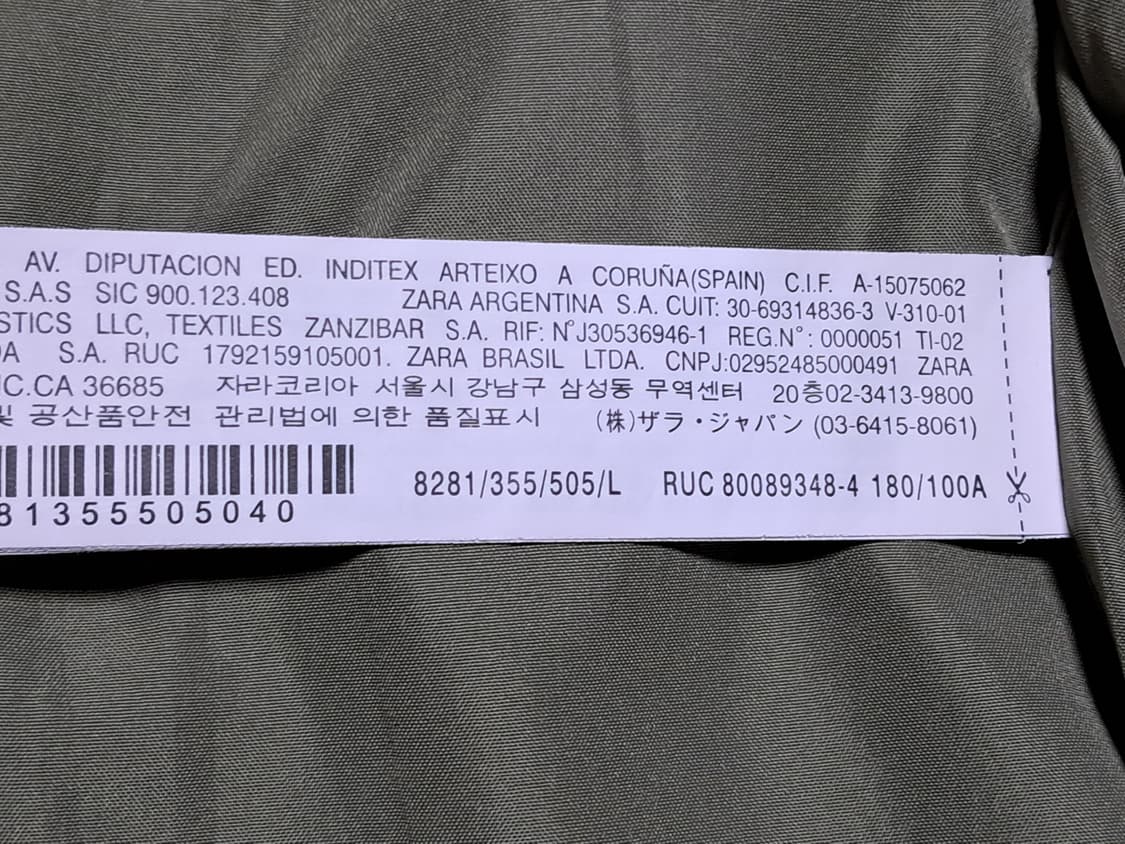 AV. DIPUTACION ED. INDITEX ARTEIXO A CORUÑA(SPAIN) C.I.F. A-15075062
S.A.S SIC 900.123.408 ZARA ARGENTINA S.A. CUIT: 30-69314836-3 V-310-01
STICS LLC, TEXTILES ZANZIBAR S.A. RIF: N°J30536946-1 REG.N°: 0000051 TI-02
DA S.A. RUC 1792159105001. ZARA BRASIL LTDA. CNPJ:02952485000491 ZARA
IC.CA 36685 자라코리아 서울시 강남구 삼성동 무역센터 20층02-3413-9800
및 공산품안전 관리법에 의한 품질표시 (株)ザラ・ジャパン (03-6415-8061)
8281/355/505/L RUC 80089348-4 180/100A
81355505040